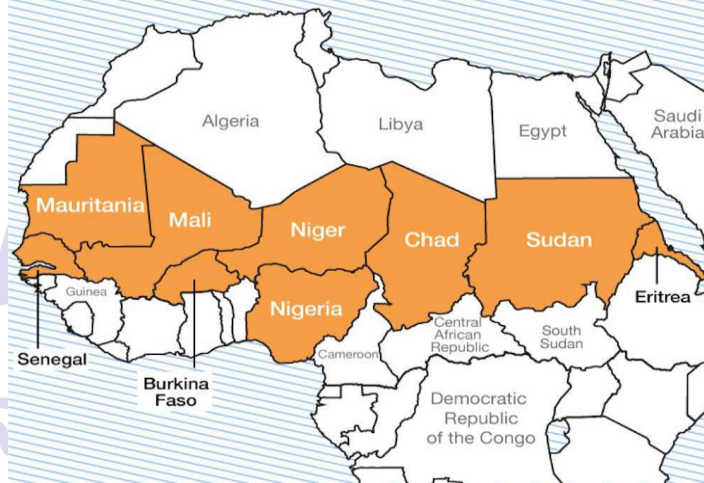 Algeria
Libya
Egypt
Saudi
Arabia
Mauritania
Mali
Niger
Chad
Sudan
Eritrea
Guinea
Nigeria
Senegal
Burkina
Faso
Cameroon
Central
African
Republic
South
Sudan
Democratic
Republic
of the Congo